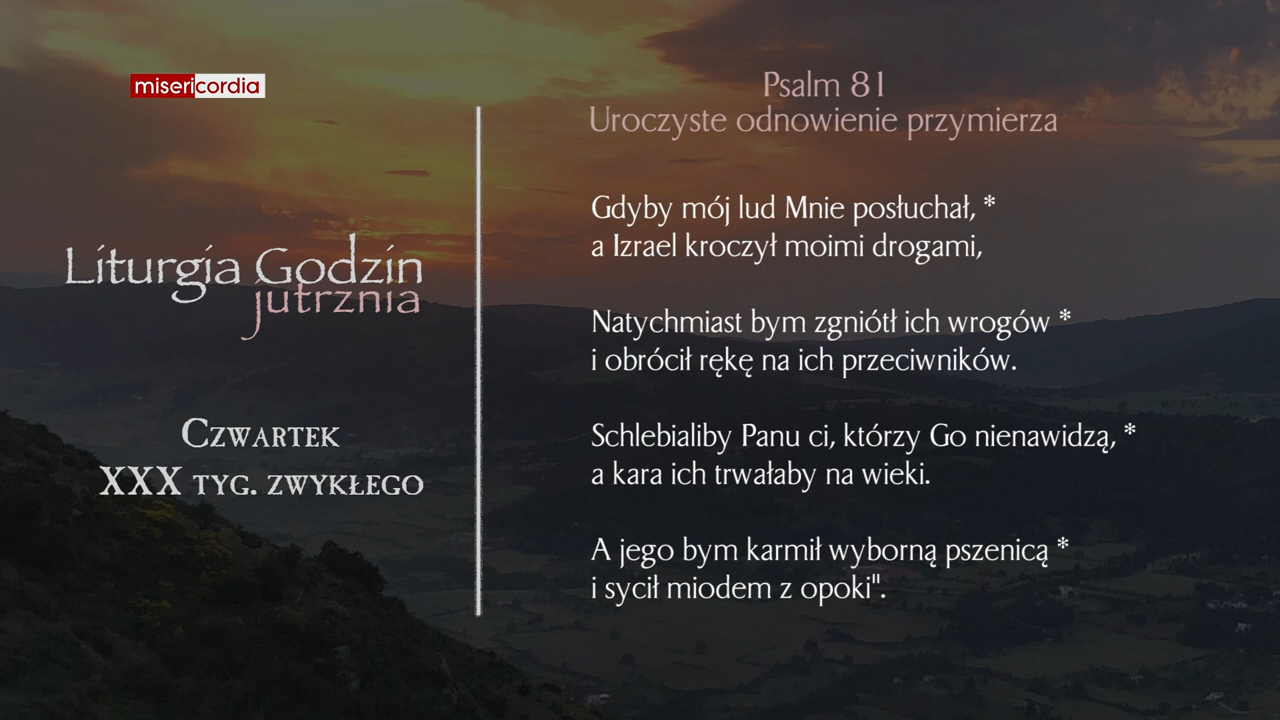 misericordia
Liturgia Godzin
jutrznia
Czwartek
XXX tyg. zwykłego
Psalm 81
Uroczyste odnowienie przymierza
Gdyby mój lud Mnie posłuchał, *
a Izrael kroczył moimi drogami,
Natychmiast bym zgniótł ich wrogów *
i obrócił rękę na ich przeciwników.
Schlebialiby Panu ci, którzy Go nienawidzą, *
a kara ich trwałaby na wieki.
A jego bym karmił wyborną pszenicą *
i sycił miodem z opoki".